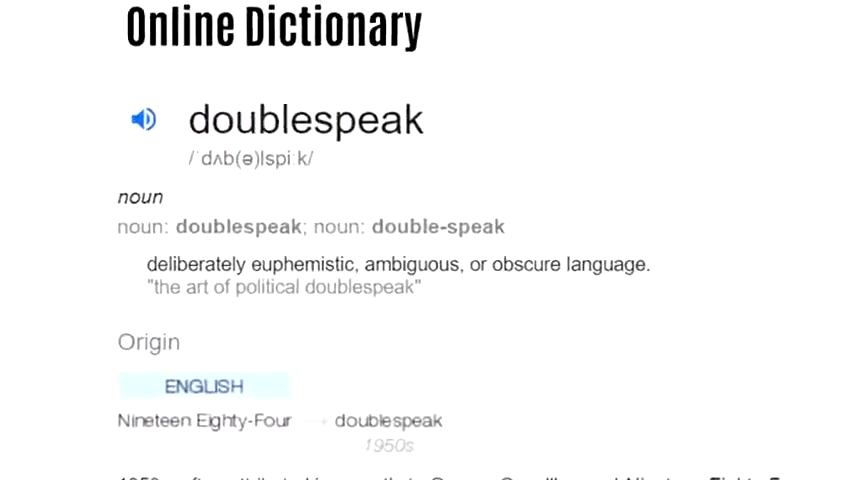 Online Dictionary
doublespeak
/ˈdʌb(ə)lspiːk/
noun
noun: doublespeak; noun: double-speak
deliberately euphemistic, ambiguous, or obscure language.
"the art of political doublespeak"
Origin
ENGLISH
Nineteen Eighty-Four → doublespeak
1950s